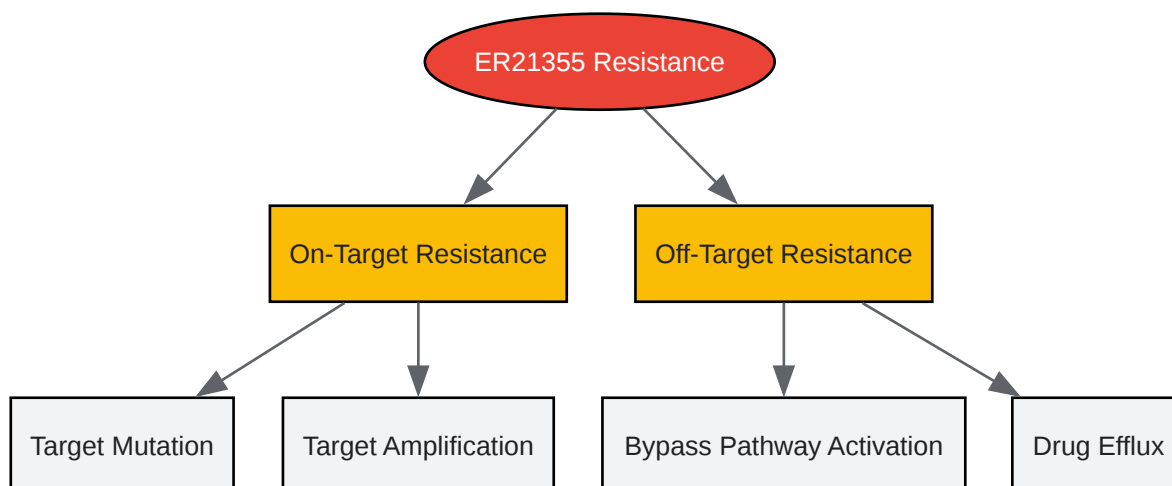 ER21355 Resistance
On-Target Resistance
Off-Target Resistance
Target Mutation
Target Amplification
Bypass Pathway Activation
Drug Efflux